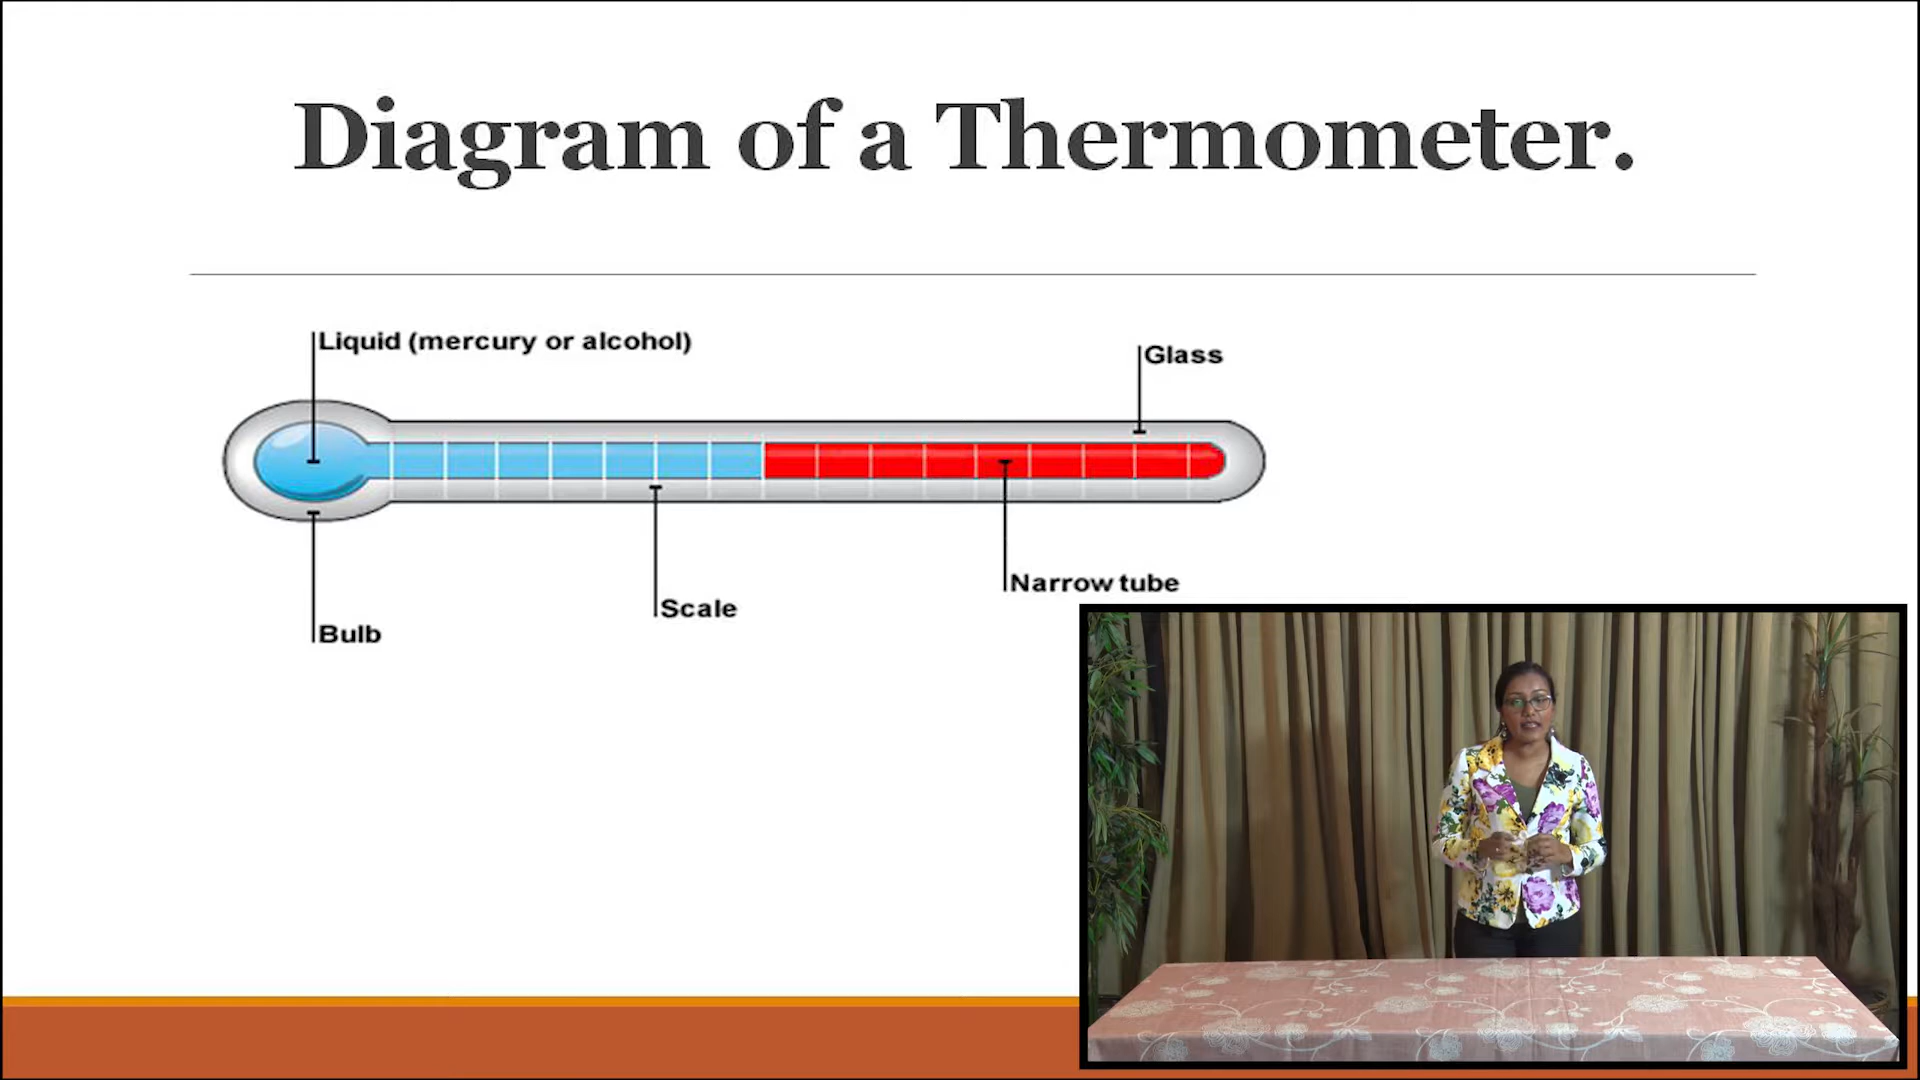 Diagram of a Thermometer.
Liquid (mercury or alcohol)
Glass
Narrow tube
Scale
Bulb